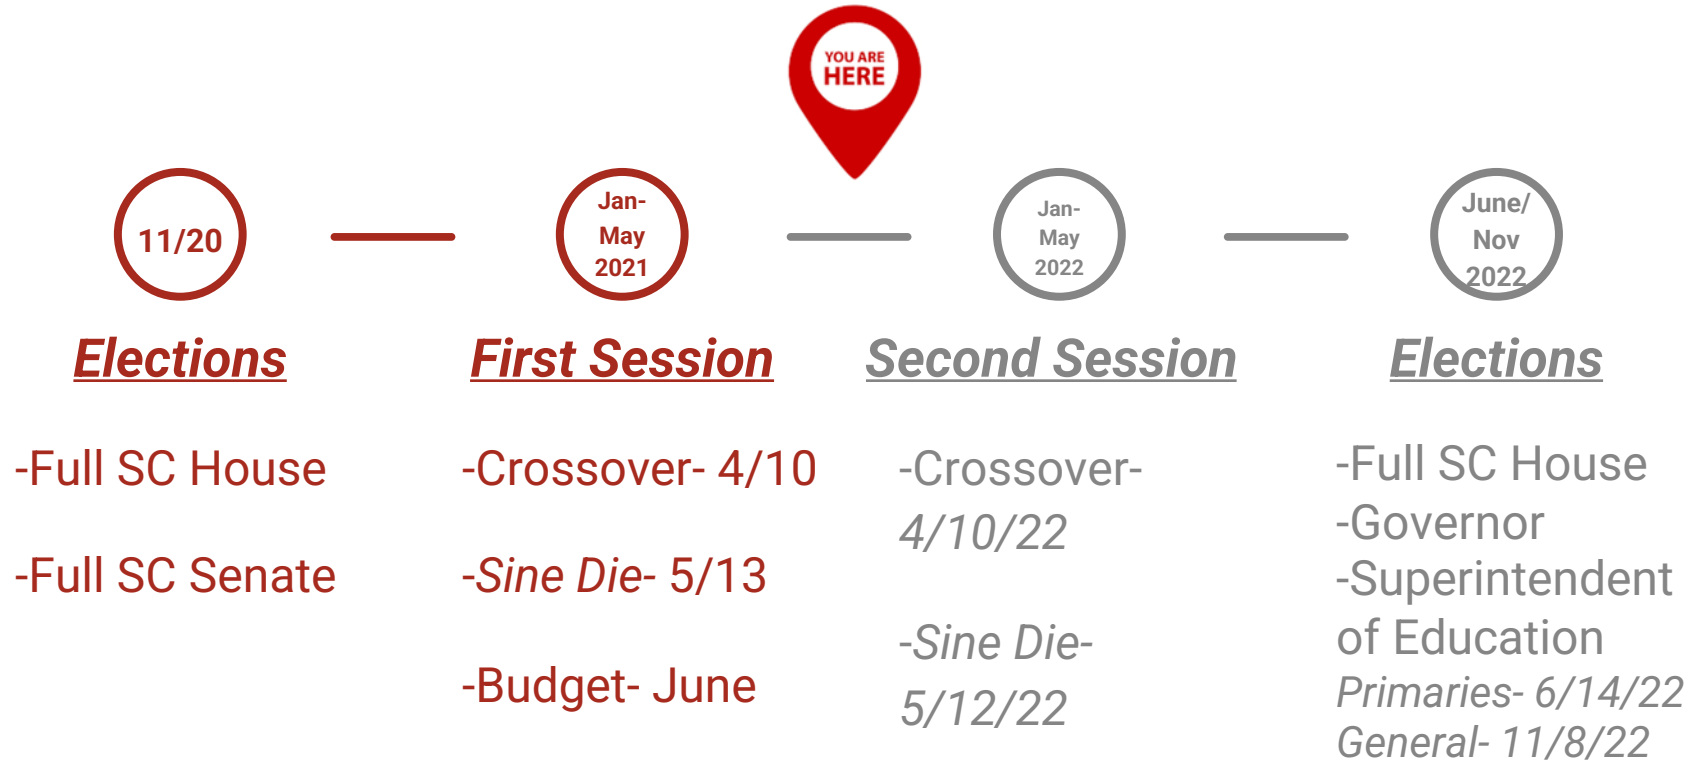 YOU ARE
HERE
11/20
Jan-
May
2021
Jan-
May
2022
June/
Nov
2022
Elections
First Session
Second Session
Elections
-Full SC House
-Full SC Senate
-Crossover- 4/10
-Sine Die- 5/13
-Budget- June
-Crossover-
4/10/22
-Sine Die-
5/12/22
-Full SC House
-Governor
-Superintendent
of Education
Primaries- 6/14/22
General- 11/8/22